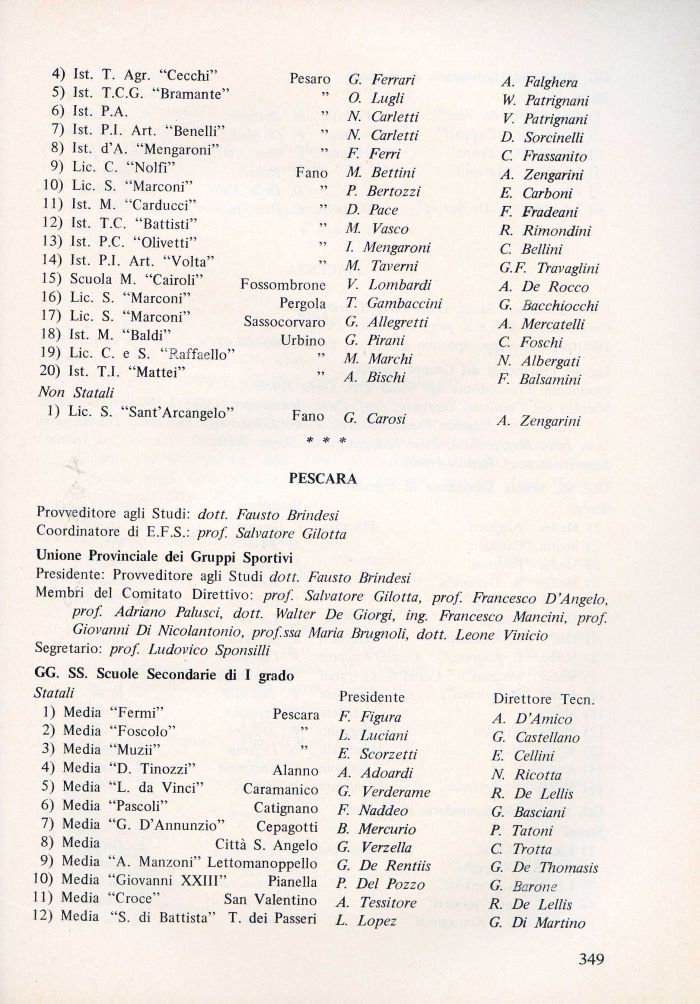 4) Ist. T. Agr. “Cecchi” Pesaro G. Ferrari A. Falghera
5) Ist. T.C.G. “Bramante” ” O. Lugli W. Patrignani
6) Ist. P.A. ” N. Carletti V. Patrignani
7) Ist. P.I. Art. “Benelli” ” N. Carletti D. Sorcinelli
8) Ist. d’A. “Mengaroni” ” F. Ferri C. Frassanito
9) Lic. C. “Nolfi” Fano M. Bettini A. Zengarini
10) Lic. S. “Marconi” ” P. Bertozzi E. Carboni
11) Ist. M. “Carducci” ” D. Pace F. Fradeani
12) Ist. T.C. “Battisti” ” M. Vasco R. Rimondini
13) Ist. P.C. “Olivetti” ” I. Mengaroni C. Bellini
14) Ist. P.I. Art. “Volta” ” M. Taverni G.F. Travaglini
15) Scuola M. “Cairoli” Fossombrone V. Lombardi A. De Rocco
16) Lic. S. “Marconi” Pergola T. Gambaccini G. Bacchiocchi
17) Lic. S. “Marconi” Sassocorvaro G. Allegretti A. Mercatelli
18) Ist. M. “Baldi” Urbino G. Pirani C. Foschi
19) Lic. C. e S. “Raffaello” ” M. Marchi N. Albergati
20) Ist. T.I. “Mattei” ” A. Bischi F. Balsamini
Non Statali
1) Lic. S. “Sant’Arcangelo” Fano G. Carosi A. Zengarini
* * *
PESCARA
Provveditore agli Studi: dott. Fausto Brindesi
Coordinatore di E.F.S.: prof. Salvatore Gilotta
Unione Provinciale dei Gruppi Sportivi
Presidente: Provveditore agli Studi dott. Fausto Brindesi
Membri del Comitato Direttivo: prof. Salvatore Gilotta, prof. Francesco D’Angelo,
prof. Adriano Palusci, dott. Walter De Giorgi, ing. Francesco Mancini, prof.
Giovanni Di Nicolantonio, prof.ssa Maria Brugnoli, dott. Leone Vinicio
Segretario: prof. Ludovico Sponsilli
GG. SS. Scuole Secondarie di I grado
Statali Presidente Direttore Tecn.
1) Media “Fermi” Pescara F. Figura A. D’Amico
2) Media “Foscolo” ” L. Luciani G. Castellano
3) Media “Muzii” ” E. Scorzetti E. Cellini
4) Media “D. Tinozzi” Alanno A. Adoardi N. Ricotta
5) Media “L. da Vinci” Caramanico G. Verderame R. De Lellis
6) Media “Pascoli” Catignano F. Naddeo G. Basciani
7) Media “G. D’Annunzio” Cepagotti B. Mercurio P. Tatoni
8) Media Città S. Angelo G. Verzella C. Trotta
9) Media “A. Manzoni” Lettomanoppello G. De Rentiis G. De Thomasis
10) Media “Giovanni XXIII” Pianella P. Del Pozzo G. Barone
11) Media “Croce” San Valentino A. Tessitore R. De Lellis
12) Media “S. di Battista” T. dei Passeri L. Lopez G. Di Martino
349